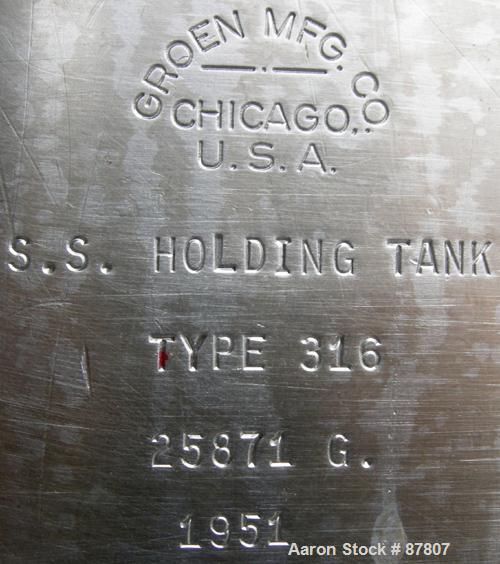 GROEN MFG. CO
CHICAGO.,
U.S.A.
S.S. HOLDING TANK
TYPE 316
25871 G.
1951
Aaron Stock # 87807